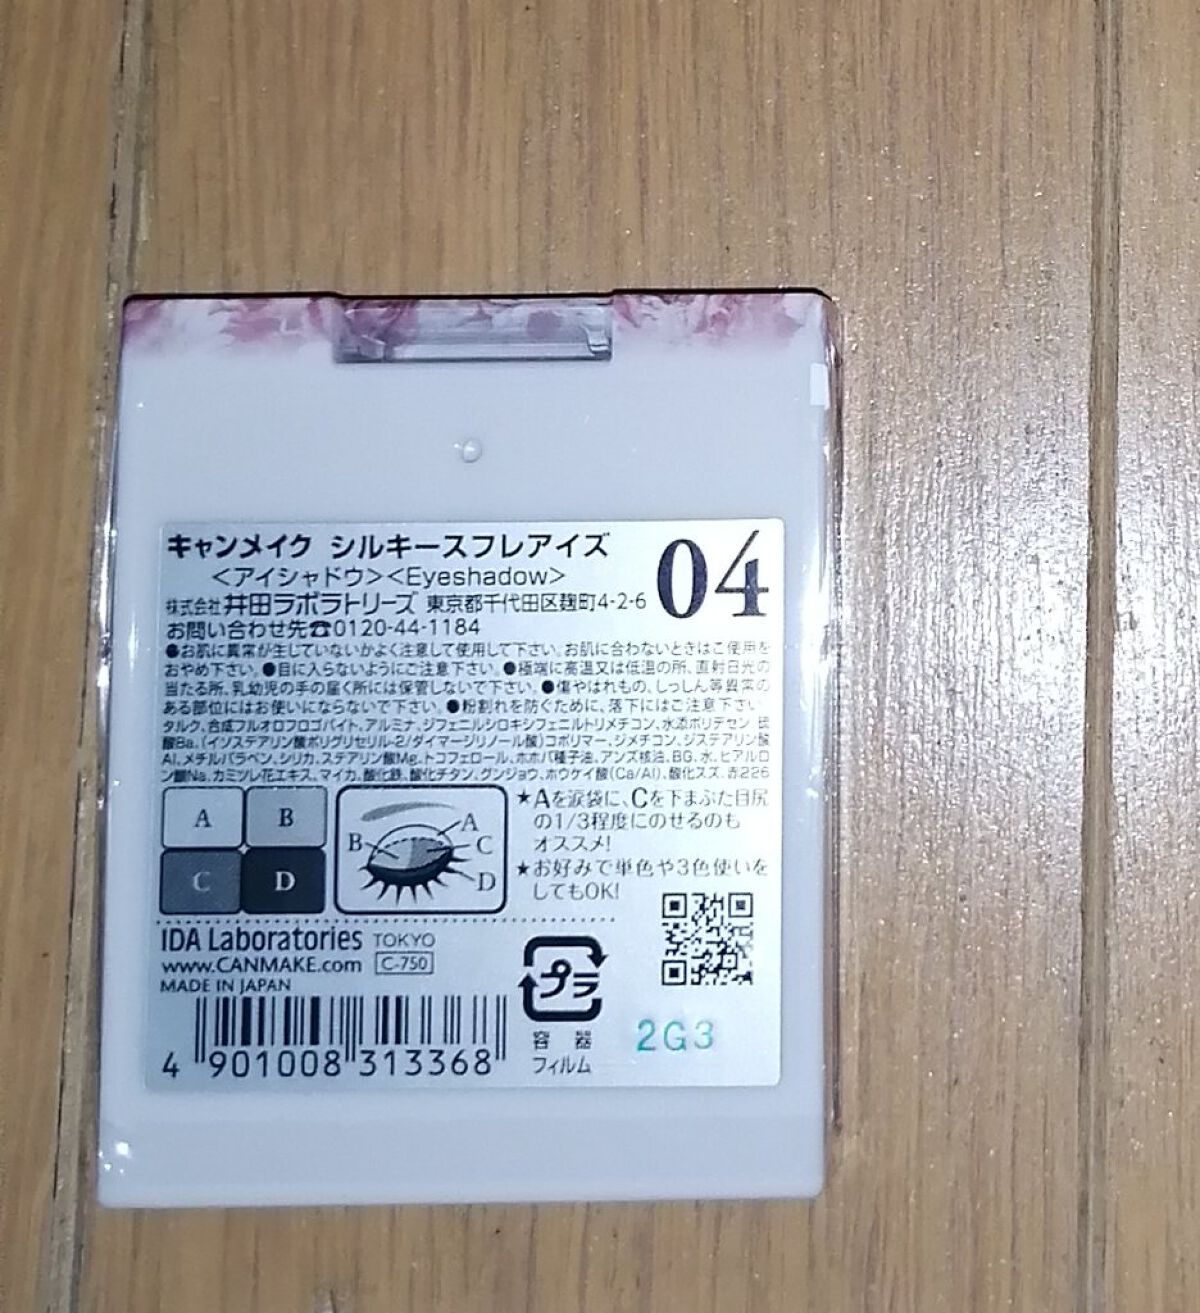 キャンメイク シルキースフレアイズ
04
<アイシャドウ><Eyeshadow>
株式会社 井田ラボラトリーズ 東京都千代田区麹町4-2-6
お問い合わせ先☎0120-44-1184
●お肌に異常が生じていないかよく注意して使用して下さい。お肌に合わないときはご使用を
おやめ下さい。●目に入らないようにご注意下さい。●極端に高温又は低温の所、直射日光の
当たる所、乳幼児の手の届く所には保管しないで下さい。●傷やはれもの、しっしん等異常の
ある部位にはお使いにならないで下さい。●粉割れを防ぐために、落下にはご注意下さい。
タルク、合成フルオロフロゴパイト、アルミナ、ジフェニルシロキシフェニルトリメチコン、水添ポリデセン、硫
酸Ba、(イソステアリン酸ポリグリセリル-2/ダイマージリノール酸)コポリマー、ジメチコン、ジステアリン酸
Al、メチルパラベン、シリカ、ステアリン酸Mg、トコフェロール、ホホバ種子油、アンズ核油、BG、水、ヒアルロ
ン酸Na、カミツレ花エキス、マイカ、酸化鉄、酸化チタン、グンジョウ、ホウケイ酸(Ca/Al)、酸化スズ、赤226
A B
C D
A
B C
D
★Aを涙袋に、Cを下まぶた目尻
の1/3程度にのせるのも
オススメ!
★お好みで単色や3色使いを
してもOK!
IDA Laboratories TOKYO
www.CANMAKE.com C-750
MADE IN JAPAN
4 901008 313368
プラ
容器
フィルム
2G3